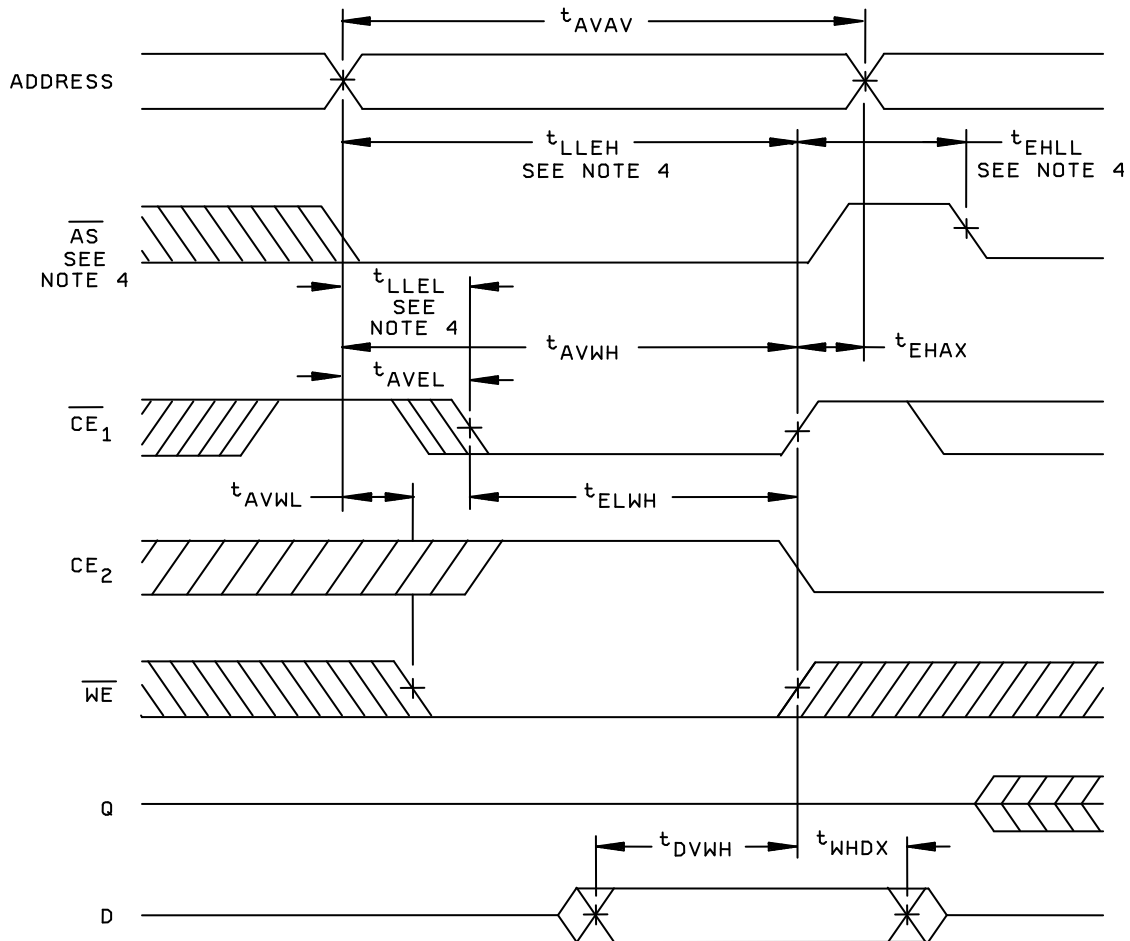 tAVAV
ADDRESS
tLLEH
SEE NOTE 4
tEHLL
SEE NOTE 4
AS
SEE
NOTE 4
tLLEL
SEE
NOTE 4
tAVWH
tEHAX
tAVEL
CE1
tAVWL
tELWH
CE2
WE
Q
tDVWH
tWHDX
D